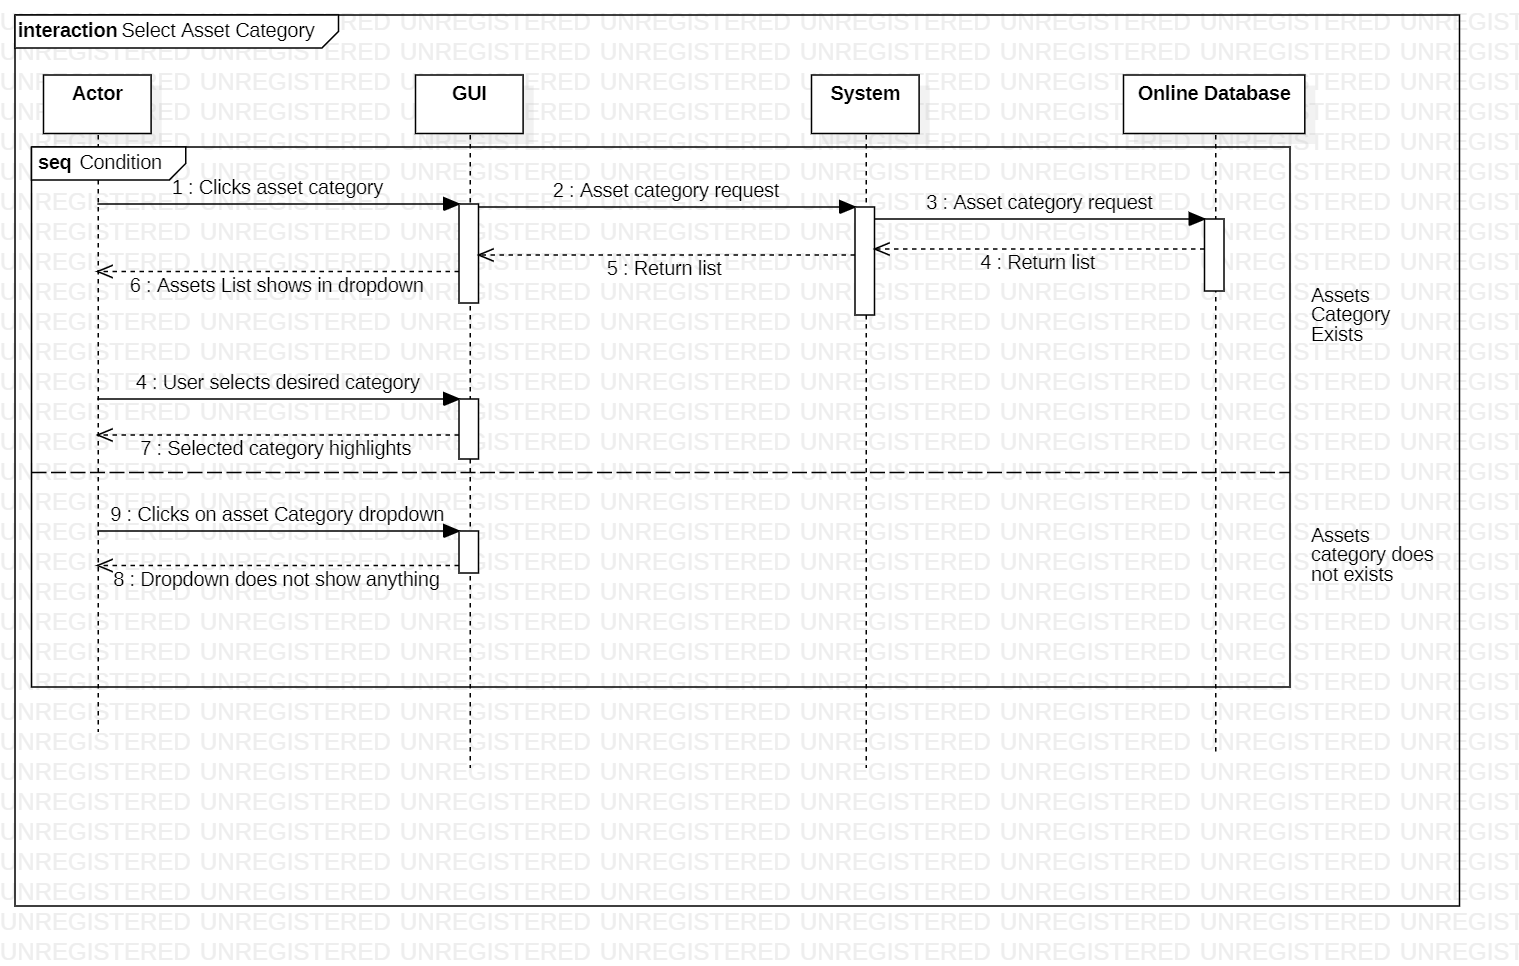 interaction Select Asset Category
Actor
GUI
System
Online Database
seq Condition
1 : Clicks asset category
2 : Asset category request
3 : Asset category request
4 : Return list
5 : Return list
6 : Assets List shows in dropdown
Assets
Category
Exists
4 : User selects desired category
7 : Selected category highlights
9 : Clicks on asset Category dropdown
8 : Dropdown does not show anything
Assets
category does
not exists
UNREGISTERED